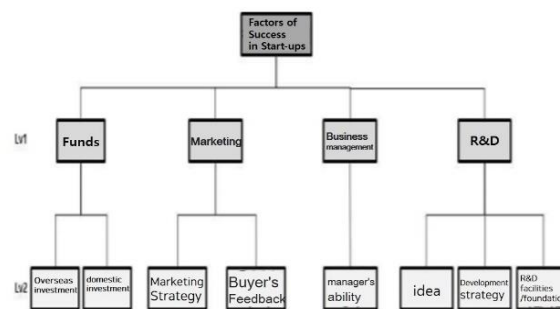 Factors of
Success
in Start-ups
Lv1
Funds
Marketing
Business
management
R&D
Lv2
Overseas
investment
domestic
investment
Marketing
Strategy
Buyer's
Feedback
manager's
ability
idea
Development
strategy
R&D
facilities
/foundation